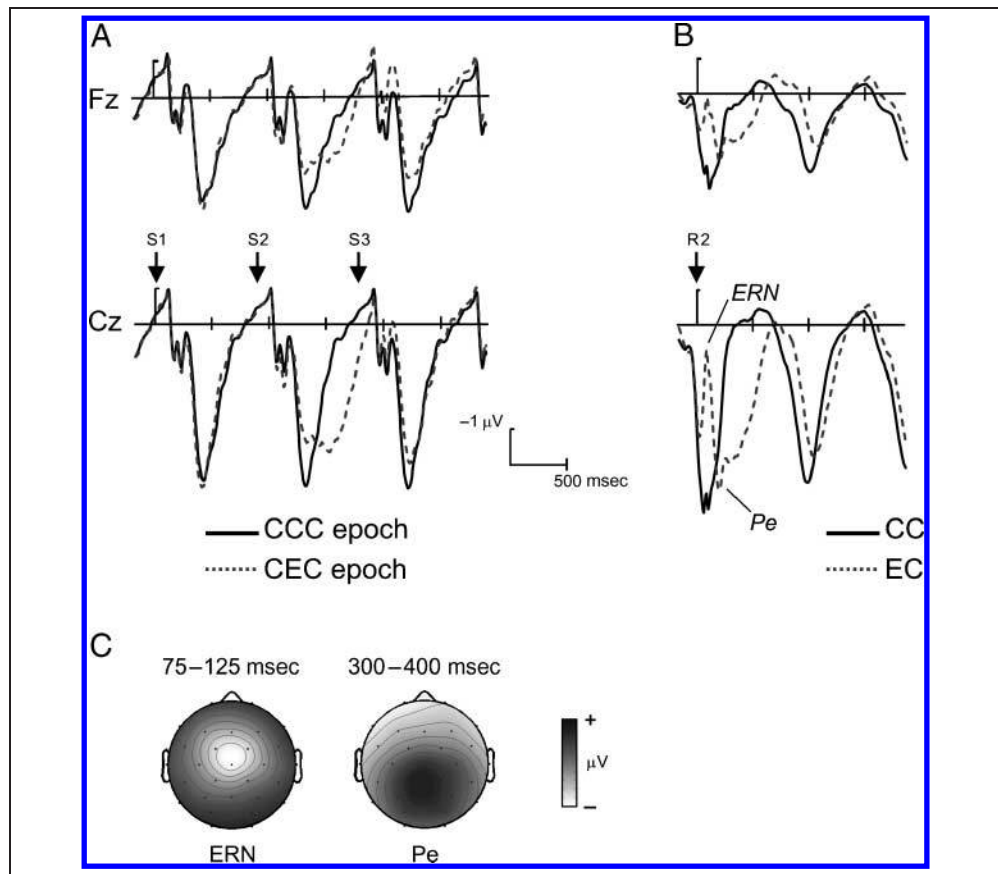 A
B
Fz
S1
S2
S3
R2
ERN
Cz
–1 μV
500 msec
Pe
CCC epoch
CC
CEC epoch
EC
C
75–125 msec
300–400 msec
+
μV
–
ERN
Pe